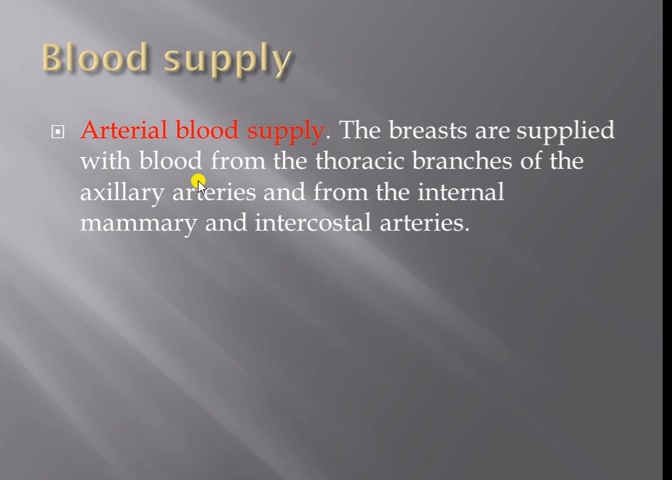 Blood supply
Arterial blood supply. The breasts are supplied
with blood from the thoracic branches of the
axillary arteries and from the internal
mammary and intercostal arteries.